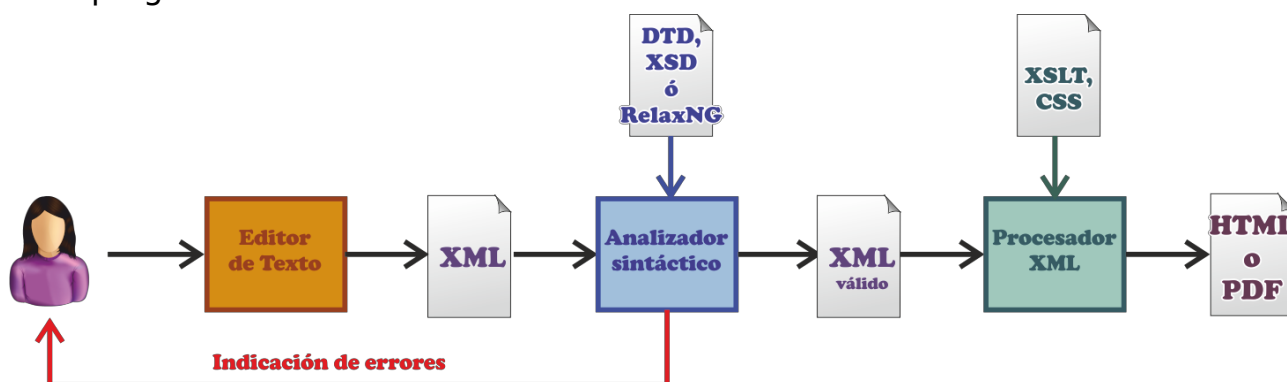 DTD,
XSD
ó
RelaxNG
XSLT,
CSS
Editor
de Texto
XML
Analizador
sintáctico
XML
válido
Procesador
XML
HTML
o
PDF
Indicación de errores